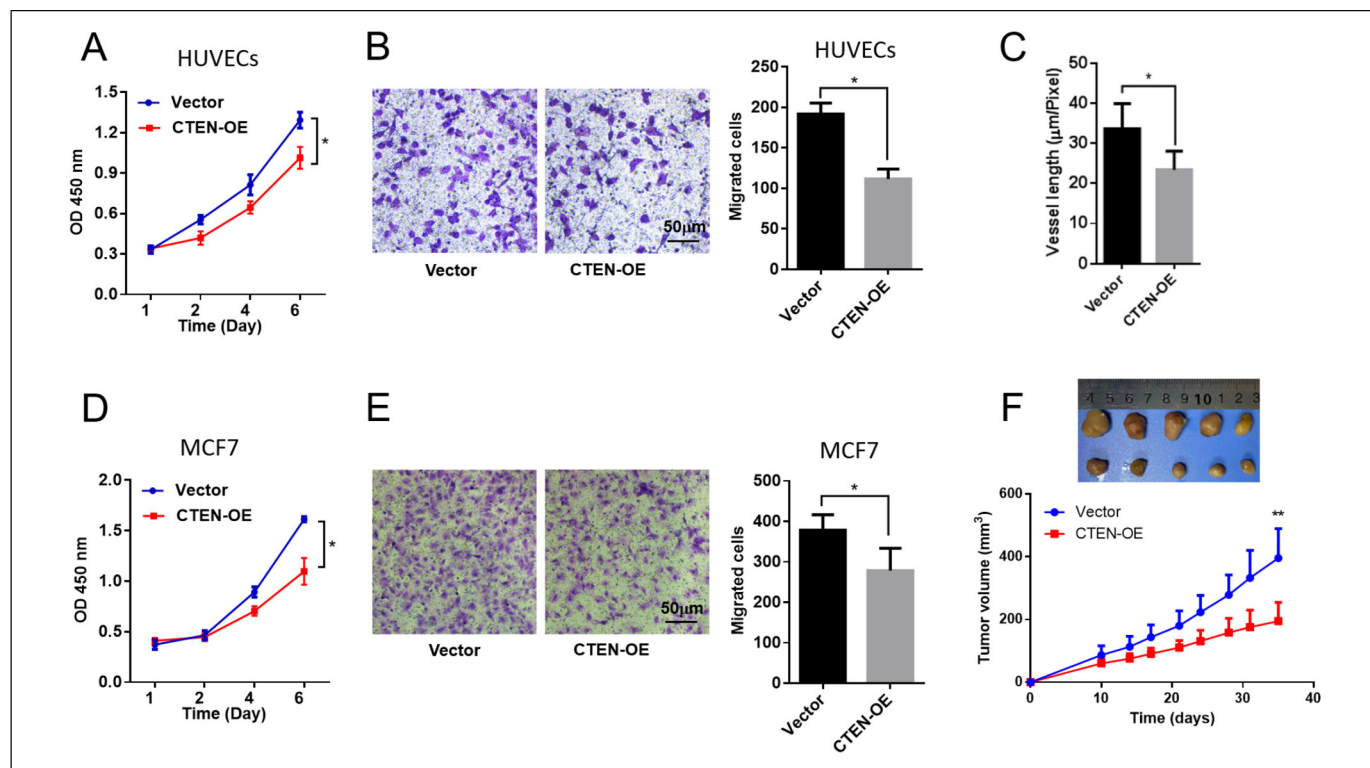 A
HUVECs
Vector
CTEN-OE
1.5
1.2
0.9
0.6
0.3
0.0
OD 450 nm
*
1 2 4 6
Time (Day)
B
50μm
Vector CTEN-OE
HUVECs
250
200
150
100
50
0
Migrated cells
*
Vector
CTEN-OE
C
50
40
30
20
10
0
Vessel length (μm/Pixel)
*
Vector
CTEN-OE
D
MCF7
Vector
CTEN-OE
2.0
1.5
1.0
0.5
0.0
OD 450 nm
*
1 2 4 6
Time (Day)
E
50μm
Vector CTEN-OE
MCF7
500
400
300
200
100
0
Migrated cells
*
Vector
CTEN-OE
F
4 5 6 7 8 9 10 1 2 3
Vector
CTEN-OE
600
400
200
0
Tumor volume (mm³)
**
0 10 20 30 40
Time (days)